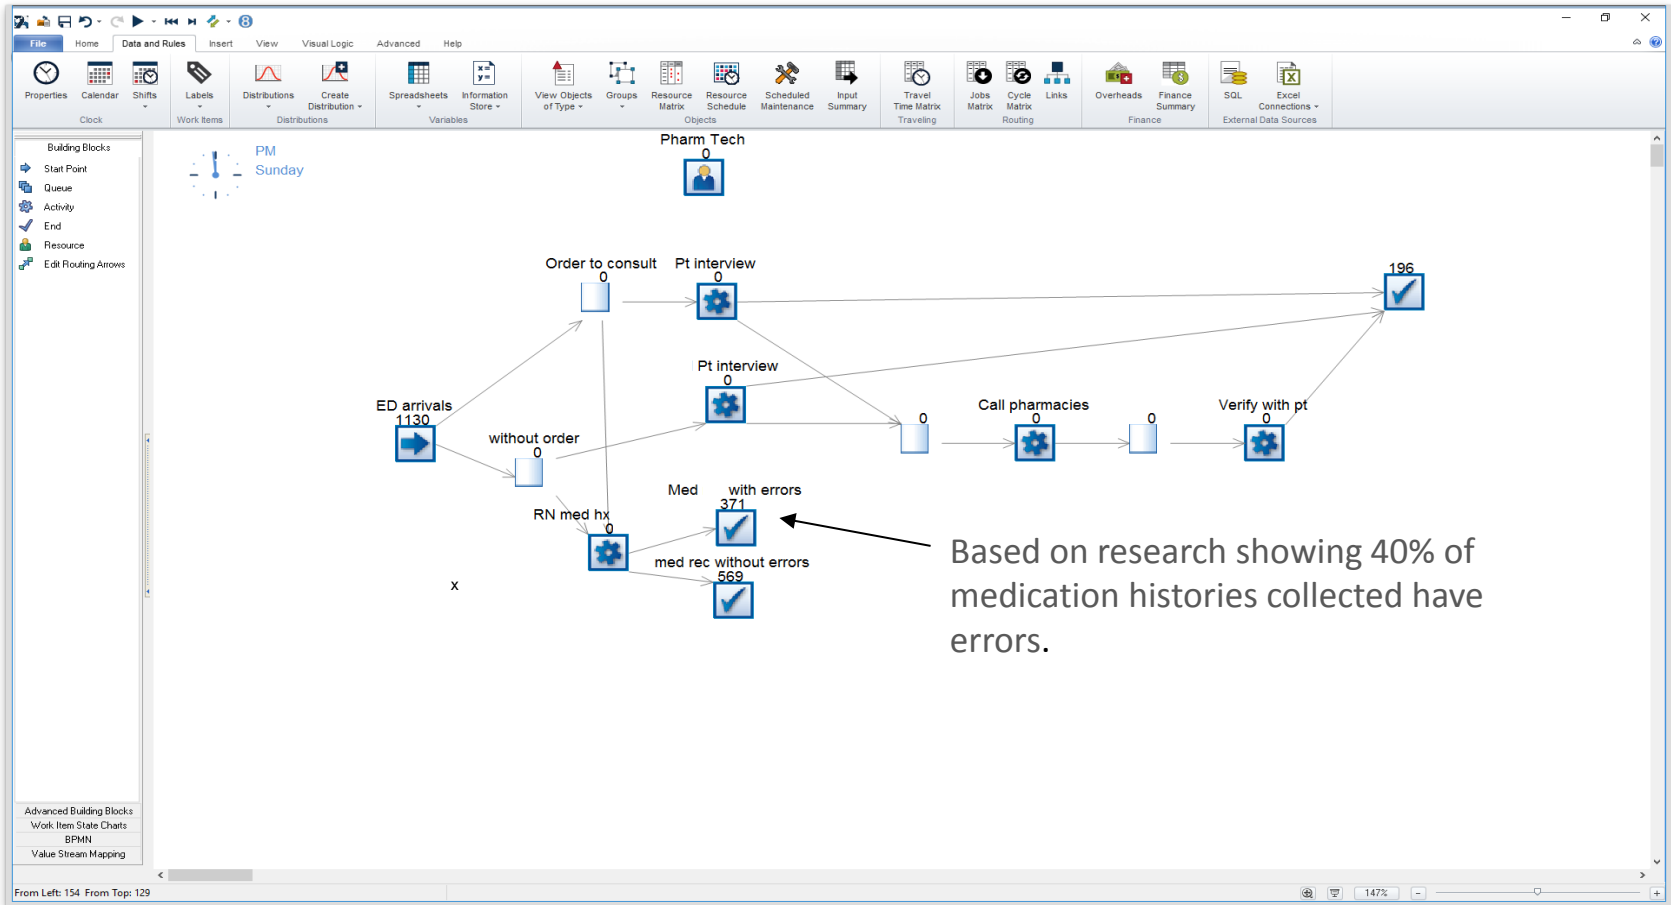 File Home Data and Rules Insert View Visual Logic Advanced Help
Properties Calendar Shifts Labels Distributions Create Distribution Spreadsheets Information Store View Objects of Type Groups Resource Matrix Resource Schedule Scheduled Maintenance Input Summary Travel Time Matrix Jobs Matrix Cycle Matrix Links Overheads Finance Summary SQL Excel Connections
Clock Work Items Distributions Variables Objects Traveling Routing Finance External Data Sources
Building Blocks
Start Point
Queue
Activity
End
Resource
Edit Routing Arrows
Advanced Building Blocks
Work Item State Charts
BPMN
Value Stream Mapping
PM
Sunday
Pharm Tech
0
Order to consult
0
Pt interview
0
196
Pt interview
0
ED arrivals
1130
without order
0
0
Call pharmacies
0
0
Verify with pt
0
RN med hx
0
Med with errors
371
med rec without errors
569
x
Based on research showing 40% of
medication histories collected have
errors.
From Left: 154 From Top: 129
147%